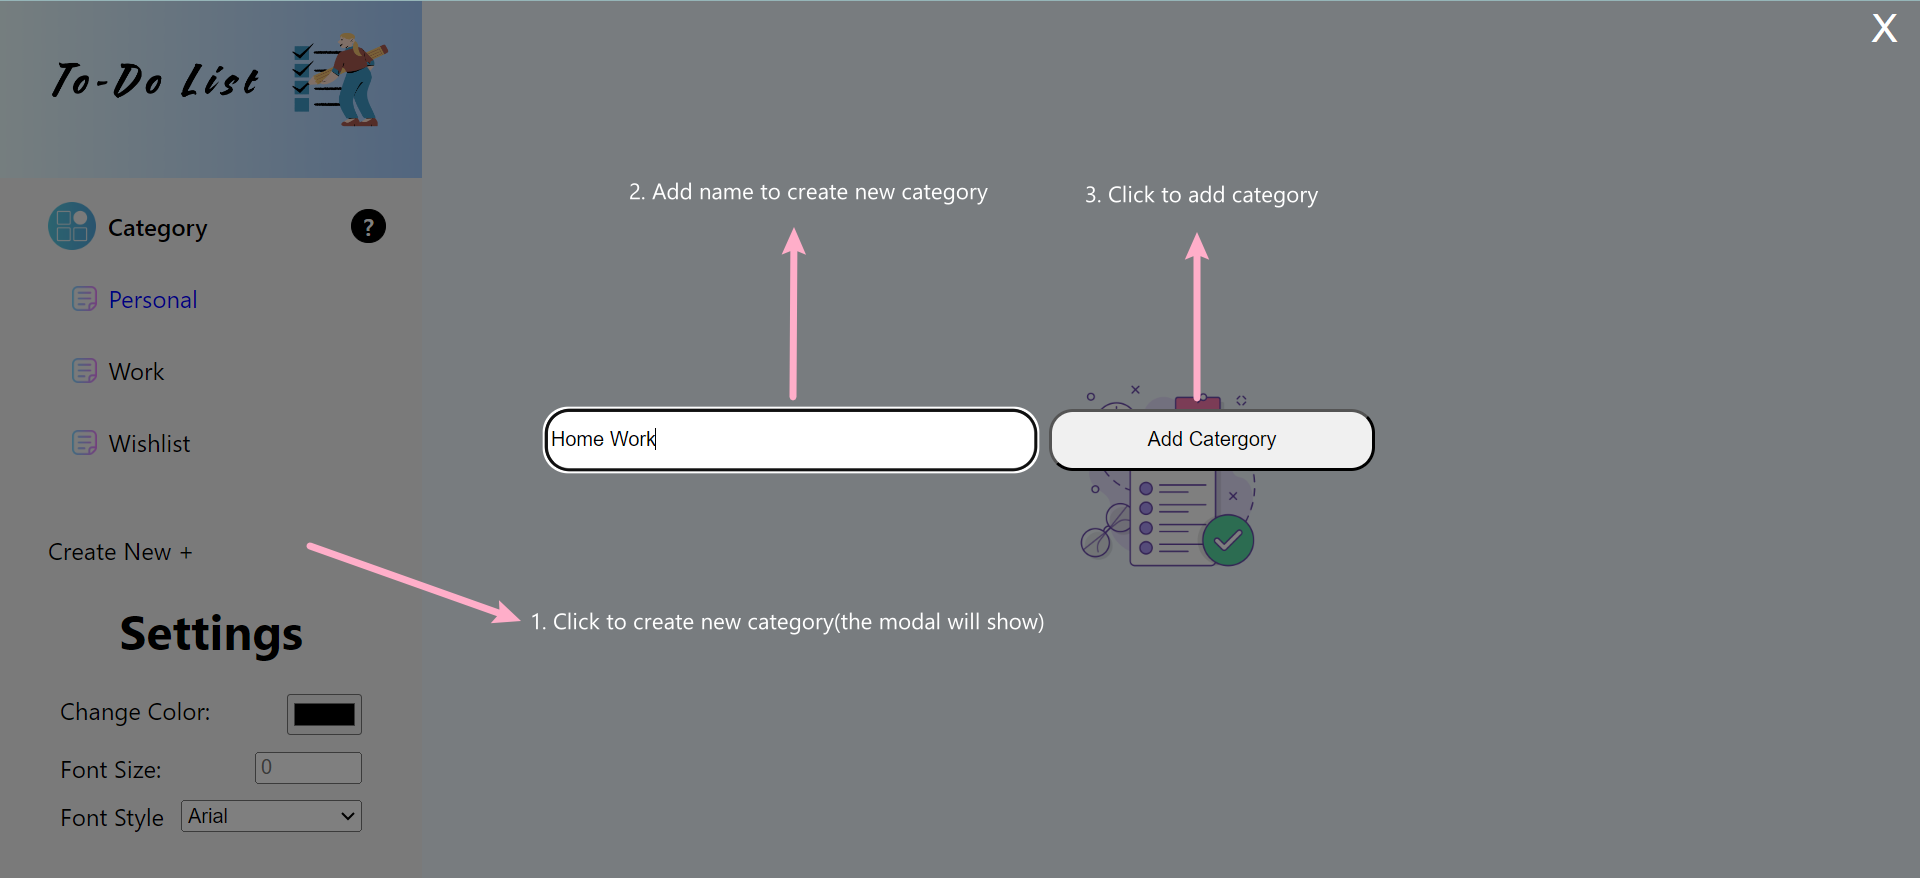 To-Do List
X
Category
?
Personal
Work
Wishlist
Create New +
Settings
Change Color:
Font Size:
0
Font Style
Arial
2. Add name to create new category
3. Click to add category
Home Work
Add Catergory
1. Click to create new category(the modal will show)